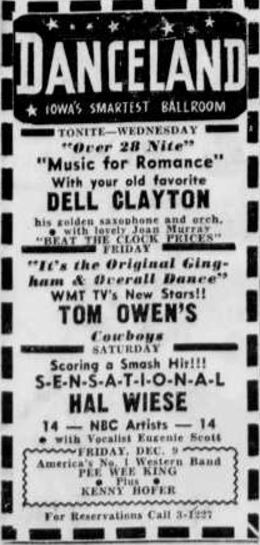 DANCELAND
★ IOWA'S SMARTEST BALLROOM
TONITE—WEDNESDAY
"Over 28 Nite"
"Music for Romance"
With your old favorite
DELL CLAYTON
his golden saxophone and orch.
• with lovely Joan Murray
"BEAT THE CLOCK PRICES"
FRIDAY
"It's the Original Ging-
ham & Overall Dance"
WMT TV's New Stars!!
TOM OWEN'S
Cowboys
SATURDAY
Scoring a Smash Hit!!!
S-E-N-S-A-T-I-O-N-A-L
HAL WIESE
14 — NBC Artists — 14
• with Vocalist Eugenie Scott
FRIDAY, DEC. 9
America's No. 1 Western Band
PEE WEE KING
• Plus •
KENNY HOFER
For Reservations Call 3-1227